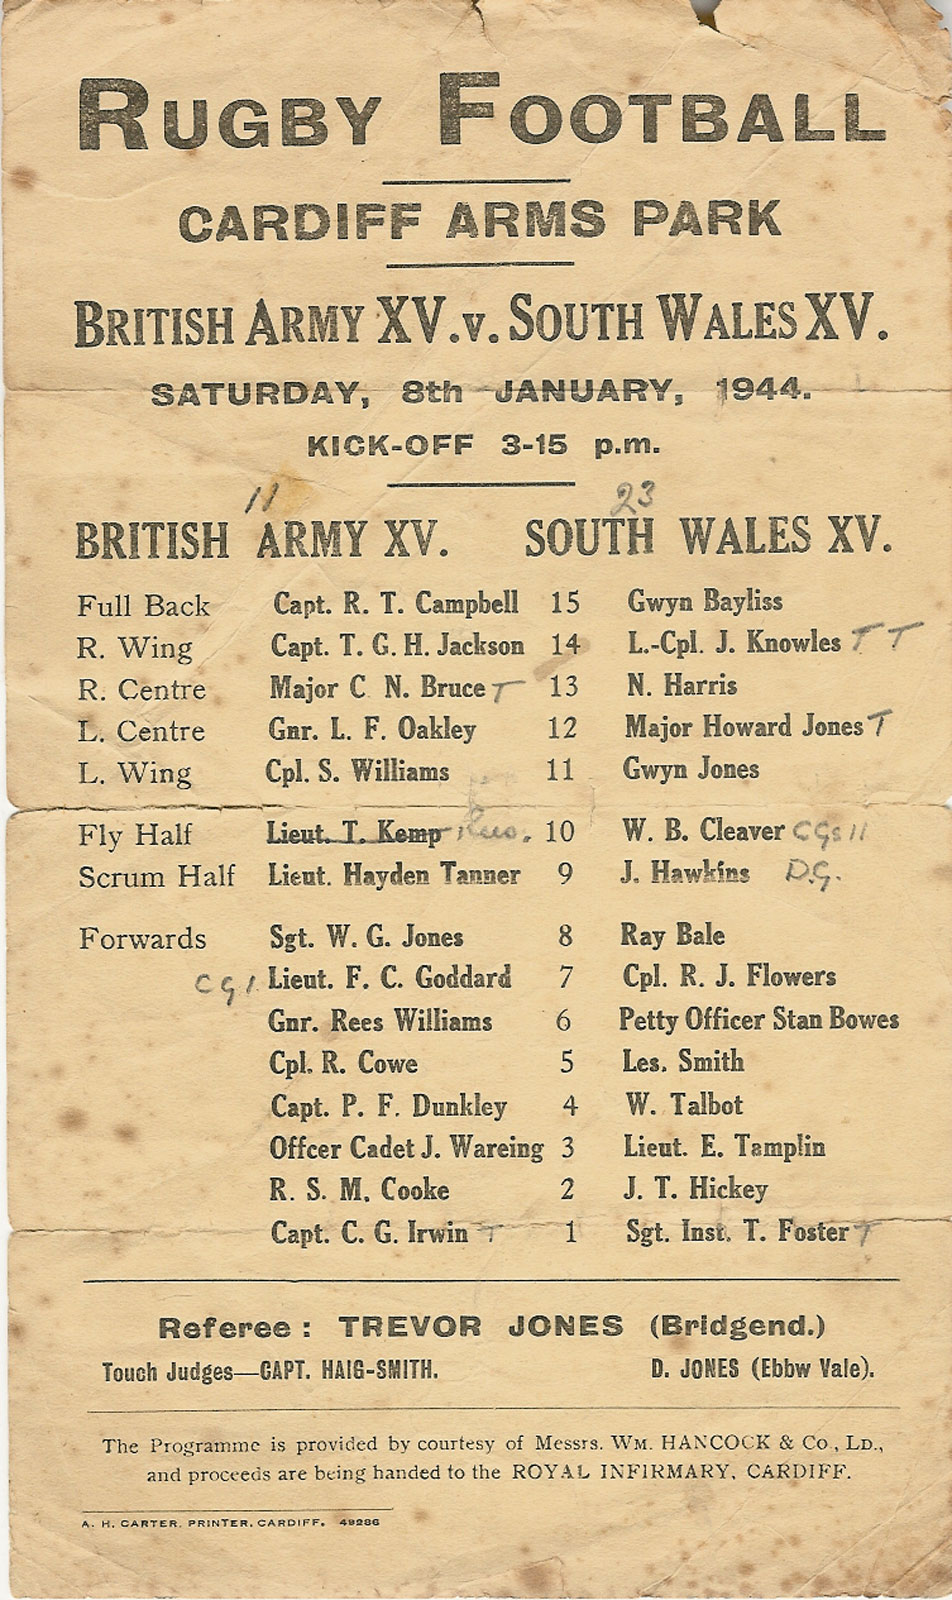 RUGBY FOOTBALL
CARDIFF ARMS PARK
BRITISH ARMY XV. v. SOUTH WALES XV.
SATURDAY, 8th JANUARY, 1944.
KICK-OFF 3-15 p.m.
11 23
BRITISH ARMY XV. SOUTH WALES XV.
Full Back Capt. R. T. Campbell 15 Gwyn Bayliss
R. Wing Capt. T. G. H. Jackson 14 L.-Cpl. J. Knowles T T
R. Centre Major C N. Bruce T 13 N. Harris
L. Centre Gnr. L. F. Oakley 12 Major Howard Jones T
L. Wing Cpl. S. Williams 11 Gwyn Jones
Fly Half Lieut. T. Kemp 10 W. B. Cleaver CGs 11
Scrum Half Lieut. Hayden Tanner 9 J. Hawkins D.G.
Forwards Sgt. W. G. Jones 8 Ray Bale
CG1 Lieut. F. C. Goddard 7 Cpl. R. J. Flowers
Gnr. Rees Williams 6 Petty Officer Stan Bowes
Cpl. R. Cowe 5 Les. Smith
Capt. P. F. Dunkley 4 W. Talbot
Offcer Cadet J. Wareing 3 Lieut. E. Tamplin
R. S. M. Cooke 2 J. T. Hickey
Capt. C. G. Irwin T 1 Sgt. Inst. T. Foster T
Referee : TREVOR JONES (Bridgend.)
Touch Judges—CAPT. HAIG-SMITH. D. JONES (Ebbw Vale).
The Programme is provided by courtesy of Messrs. WM. HANCOCK & Co., LD.,
and proceeds are being handed to the ROYAL INFIRMARY, CARDIFF.
A. H. CARTER, PRINTER, CARDIFF. 49286